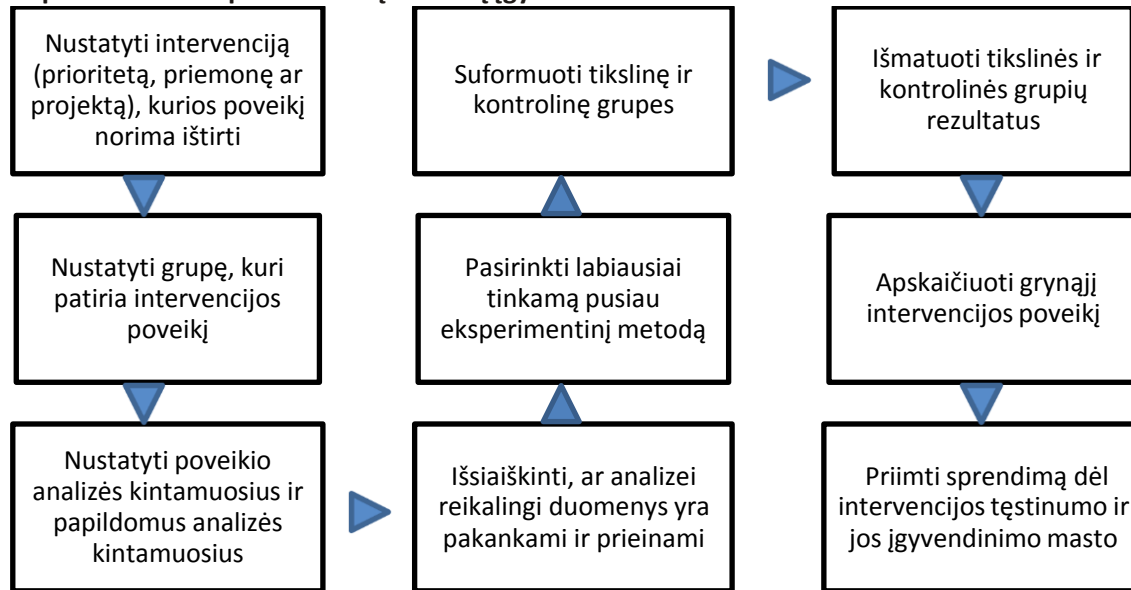 Nustatyti intervenciją
(prioritetą, priemonę ar
projektą), kurios poveikį
norima ištirti
Nustatyti grupę, kuri
patiria intervencijos
poveikį
Nustatyti poveikio
analizės kintamuosius ir
papildomus analizės
kintamuosius
Išsiaiškinti, ar analizei
reikalingi duomenys yra
pakankami ir prieinami
Pasirinkti labiausiai
tinkamą pusiau
eksperimentinį metodą
Suformuoti tikslinę ir
kontrolinę grupes
Išmatuoti tikslinės ir
kontrolinės grupių
rezultatus
Apskaičiuoti grynąjį
intervencijos poveikį
Priimti sprendimą dėl
intervencijos tęstinumo ir
jos įgyvendinimo masto